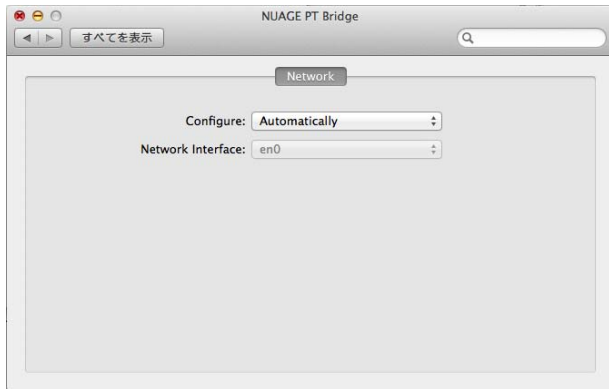 NUAGE PT Bridge
すべてを表示
Network
Configure: Automatically
Network Interface: en0